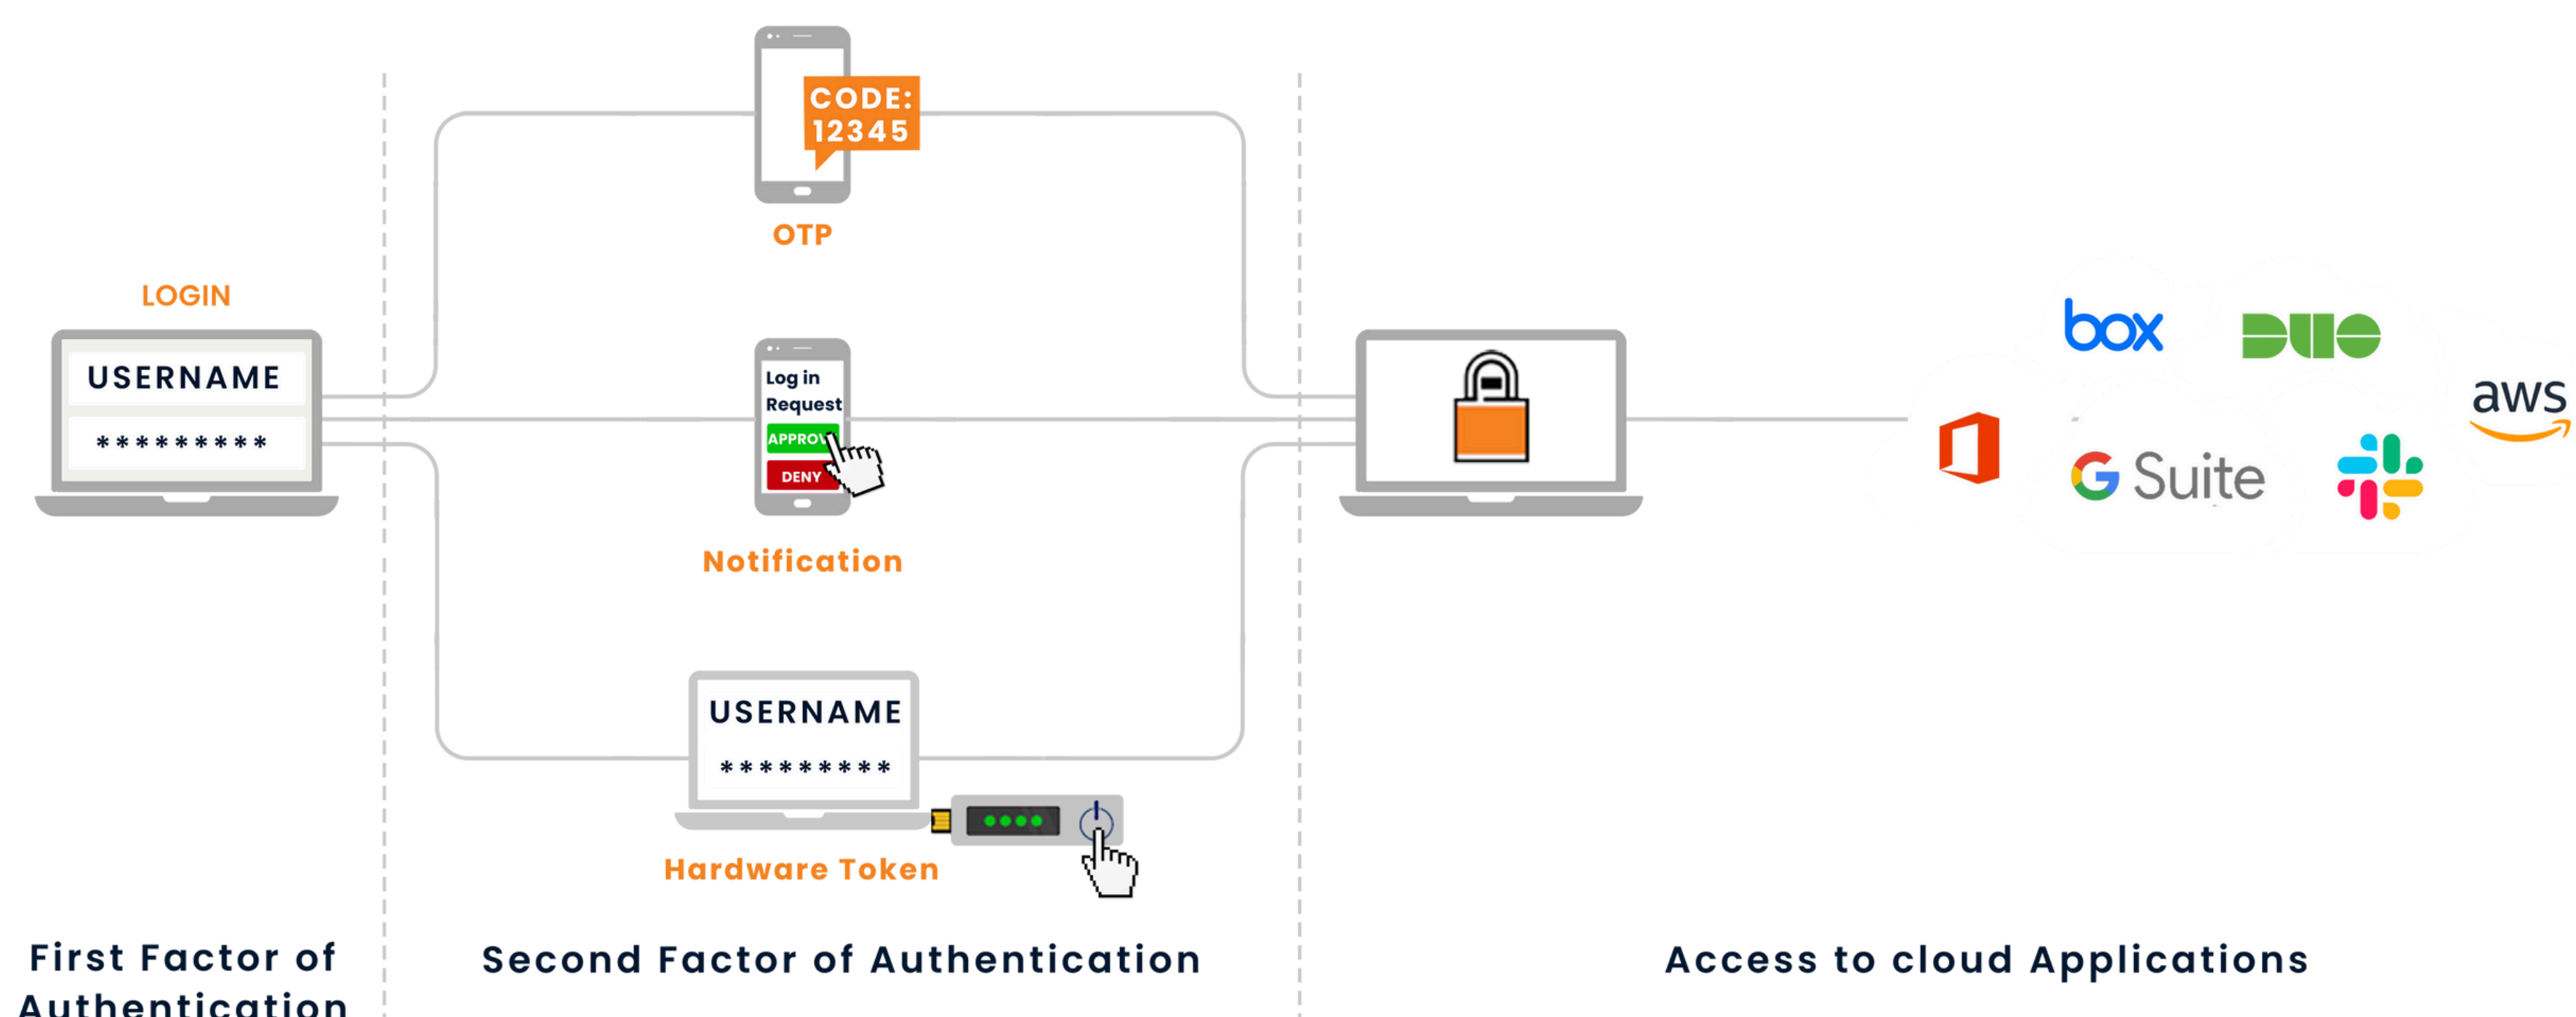 CODE:
12345
OTP
LOGIN
USERNAME
*********
Log in
Request
APPROV
DENY
Notification
box
DUO
aws
G Suite
USERNAME
*********
Hardware Token
First Factor of
Authentication
Second Factor of Authentication
Access to cloud Applications